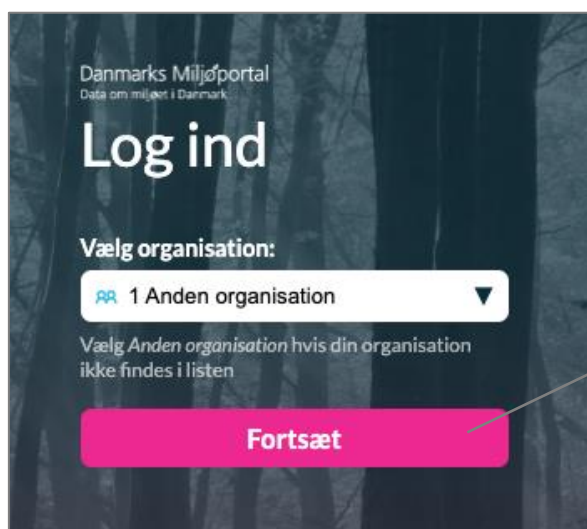 Danmarks Miljøportal
Data om miljøet i Danmark
Log ind
Vælg organisation:
1 Anden organisation
Vælg Anden organisation hvis din organisation
ikke findes i listen
Fortsæt